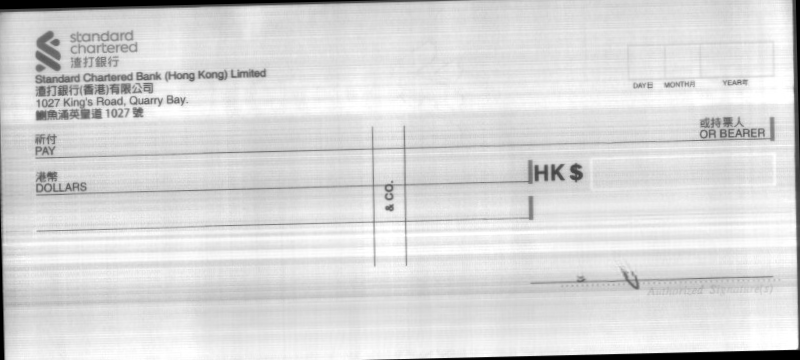 standard
chartered
渣打銀行
Standard Chartered Bank (Hong Kong) Limited
渣打銀行(香港)有限公司
1027 King's Road, Quarry Bay.
鰂魚涌英皇道 1027 號
DAY日 MONTH月 YEAR年
祈付
PAY
或持票人
OR BEARER
港幣
DOLLARS
HK $
& CO.
Authorized Signature(s)